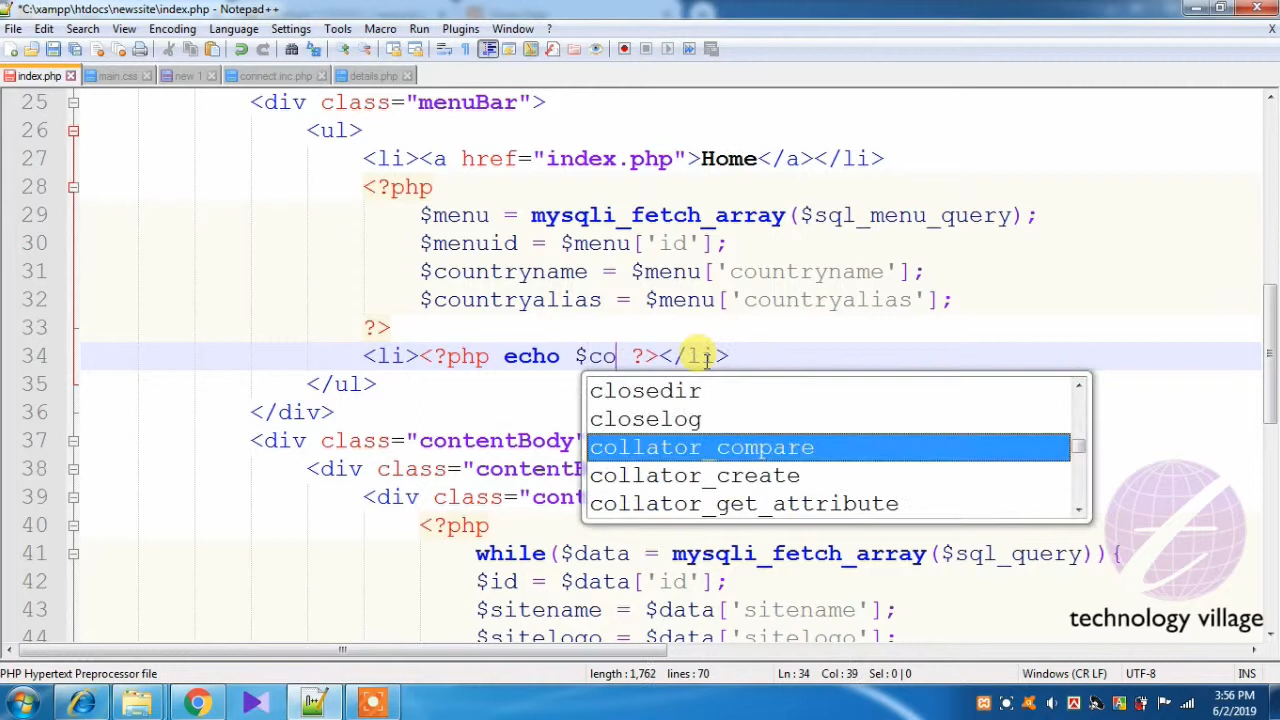 *C:\xampp\htdocs\newssite\index.php - Notepad++
File Edit Search View Encoding Language Settings Tools Macro Run Plugins Window ? X
index.php main.css new 1 connect.inc.php details.php
25 <div class="menuBar">
26 <ul>
27 <li><a href="index.php">Home</a></li>
28 <?php
29 $menu = mysqli_fetch_array($sql_menu_query);
30 $menuid = $menu['id'];
31 $countryname = $menu['countryname'];
32 $countryalias = $menu['countryalias'];
33 ?>
34 <li><?php echo $co ?></li>
35 </ul>
closedir
36 </div>
closelog
37 <div class="contentBody"
collator_compare
38 <div class="contentB
collator_create
39 <div class="cont
collator_get_attribute
40 <?php
41 while($data = mysqli_fetch_array($sql_query)){
42 $id = $data['id'];
43 $sitename = $data['sitename'];
44 $sitelogo = $data['sitelogo'];
technology village
PHP Hypertext Preprocessor file length : 1,762 lines : 70 Ln : 34 Col : 39 Sel : 0 | 0 Windows (CR LF) UTF-8 INS
3:56 PM
6/2/2019